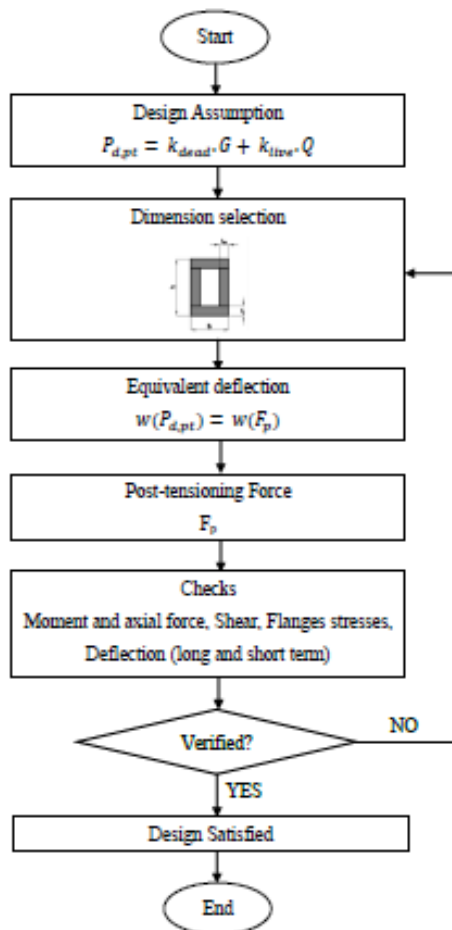 Start
Design Assumption
P_{d,pt} = k_{dead}·G + k_{live}·Q
Dimension selection
Equivalent deflection
w(P_{d,pt}) = w(F_p)
Post-tensioning Force
F_p
Checks
Moment and axial force, Shear, Flanges stresses,
Deflection (long and short term)
Verified?
NO
YES
Design Satisfied
End